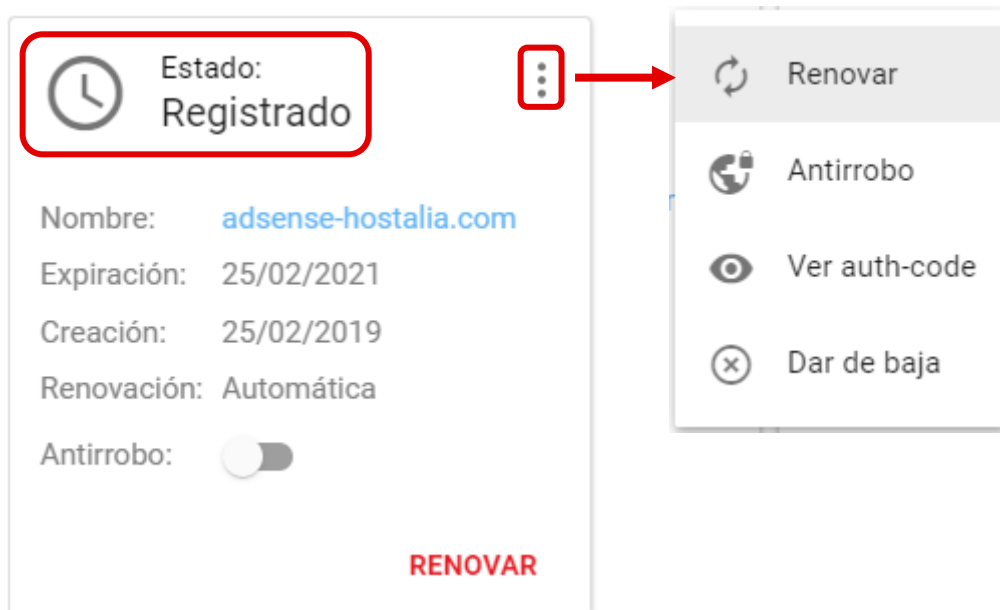 Estado:
Registrado
Nombre: adsense-hostalia.com
Expiración: 25/02/2021
Creación: 25/02/2019
Renovación: Automática
Antirrobo:
RENOVAR
Renovar
Antirrobo
Ver auth-code
Dar de baja